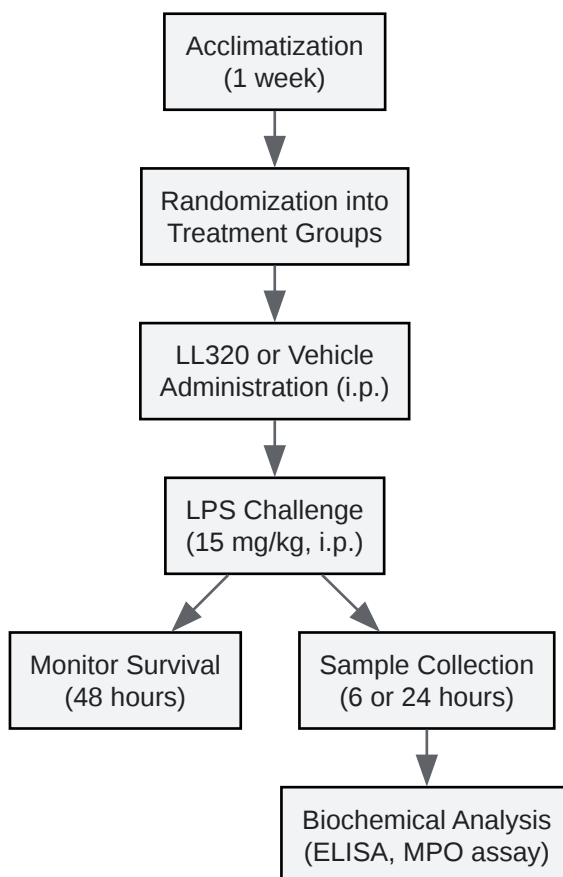 Acclimatization
(1 week)
Randomization into
Treatment Groups
LL320 or Vehicle
Administration (i.p.)
LPS Challenge
(15 mg/kg, i.p.)
Monitor Survival
(48 hours)
Sample Collection
(6 or 24 hours)
Biochemical Analysis
(ELISA, MPO assay)